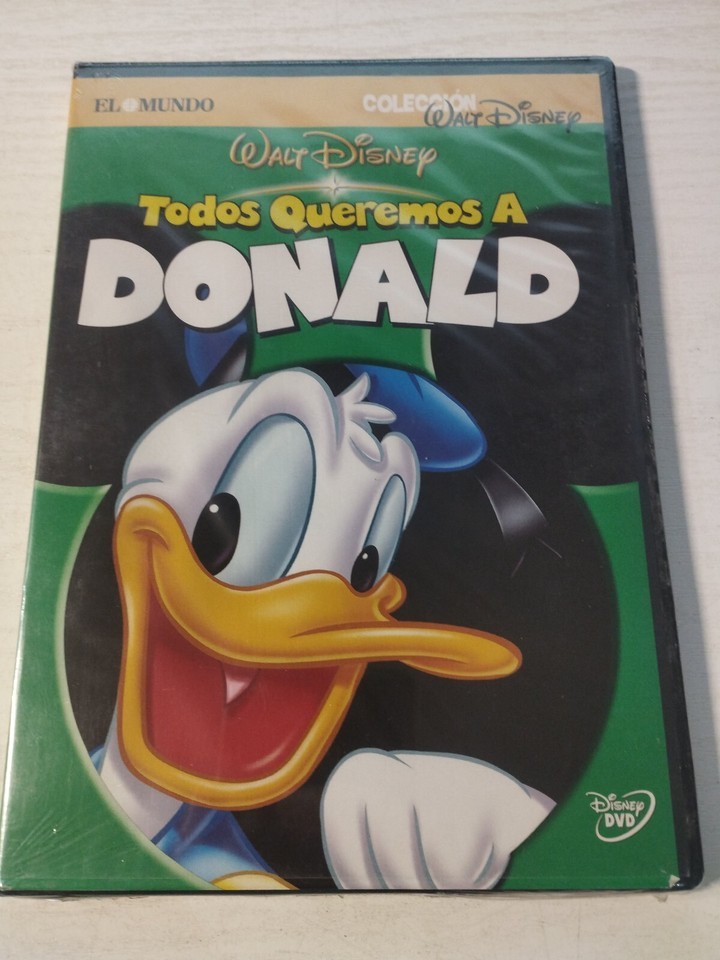 EL MUNDO
COLECCIÓN
WALT DISNEY
WALT DISNEY
TODOS QUEREMOS A
DONALD
DISNEY
DVD